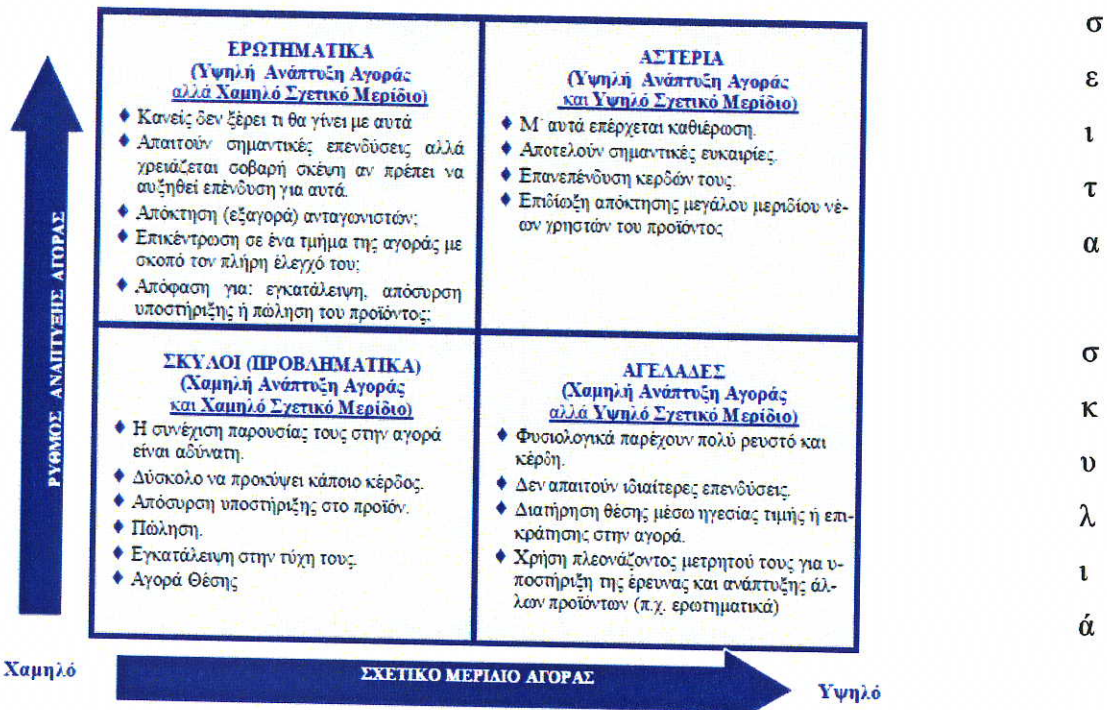 ΡΥΘΜΟΣ ΑΝΑΠΤΥΞΗΣ ΑΓΟΡΑΣ
ΕΡΩΤΗΜΑΤΙΚΑ
(Υψηλή Ανάπτυξη Αγοράς
αλλά Χαμηλό Σχετικό Μερίδιο)
♦ Κανείς δεν ξέρει τι θα γίνει με αυτά
♦ Απαιτούν σημαντικές επενδύσεις αλλά
χρειάζεται σοβαρή σκέψη αν πρέπει να
αυξηθεί επένδυση για αυτά.
♦ Απόκτηση (εξαγορά) ανταγωνιστών;
♦ Επικέντρωση σε ένα τμήμα της αγοράς με
σκοπό τον πλήρη έλεγχό του;
♦ Απόφαση για: εγκατάλειψη, απόσυρση
υποστήριξης ή πώληση του προϊόντος;
ΑΣΤΕΡΙΑ
(Υψηλή Ανάπτυξη Αγοράς
και Υψηλό Σχετικό Μερίδιο)
♦ Μ΄ αυτά επέρχεται καθιέρωση.
♦ Αποτελούν σημαντικές ευκαιρίες.
♦ Επανεπένδυση κερδών τους.
♦ Επιδίωξη απόκτησης μεγάλου μεριδίου νέ-
ων χρηστών του προϊόντος
ΣΚΥΛΟΙ (ΠΡΟΒΛΗΜΑΤΙΚΑ)
(Χαμηλή Ανάπτυξη Αγοράς
και Χαμηλό Σχετικό Μερίδιο)
♦ Η συνέχιση παρουσίας τους στην αγορά
είναι αδύνατη.
♦ Δύσκολο να προκύψει κάποιο κέρδος.
♦ Απόσυρση υποστήριξης στο προϊόν.
♦ Πώληση.
♦ Εγκατάλειψη στην τύχη τους.
♦ Αγορά Θέσης
ΑΓΕΛΑΔΕΣ
(Χαμηλή Ανάπτυξη Αγοράς
αλλά Υψηλό Σχετικό Μερίδιο)
♦ Φυσιολογικά παρέχουν πολύ ρευστό και
κέρδη.
♦ Δεν απαιτούν ιδιαίτερες επενδύσεις.
♦ Διατήρηση θέσης μέσω ηγεσίας τιμής ή επι-
κράτησης στην αγορά.
♦ Χρήση πλεονάζοντος μετρητού τους για υ-
ποστήριξη της έρευνας και ανάπτυξης άλ-
λων προϊόντων (π.χ. ερωτηματικά)
Χαμηλό
ΣΧΕΤΙΚΟ ΜΕΡΙΔΙΟ ΑΓΟΡΑΣ
Υψηλό
σ
ε
ι
τ
α
σ
κ
υ
λ
ι
ά